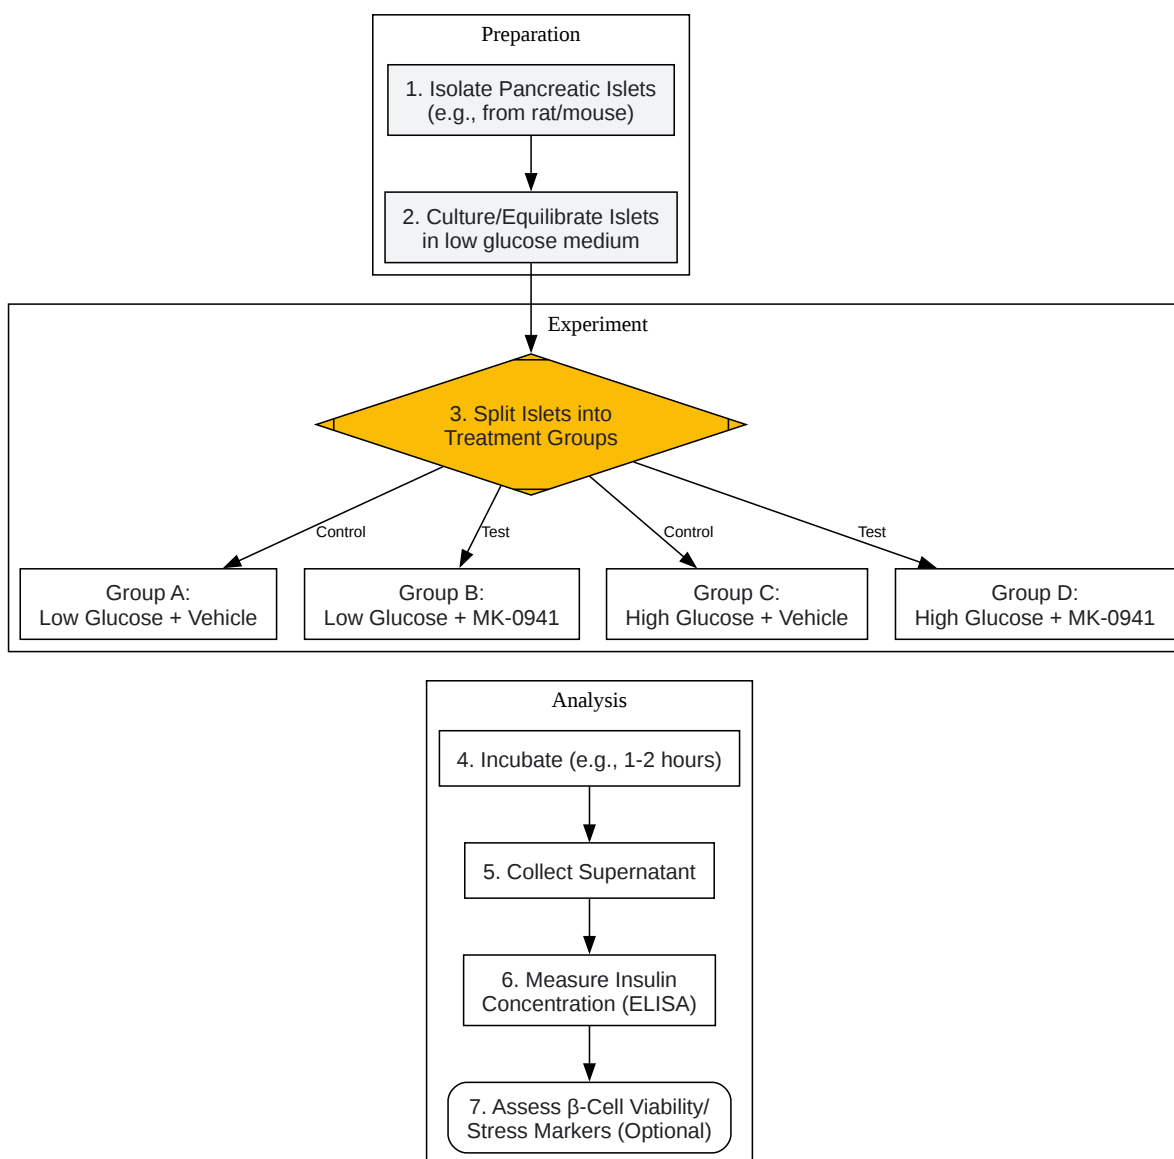 Preparation
1. Isolate Pancreatic Islets
(e.g., from rat/mouse)
2. Culture/Equilibrate Islets
in low glucose medium
Experiment
3. Split Islets into
Treatment Groups
Control
Test
Control
Test
Group A:
Low Glucose + Vehicle
Group B:
Low Glucose + MK-0941
Group C:
High Glucose + Vehicle
Group D:
High Glucose + MK-0941
Analysis
4. Incubate (e.g., 1-2 hours)
5. Collect Supernatant
6. Measure Insulin
Concentration (ELISA)
7. Assess β-Cell Viability/
Stress Markers (Optional)